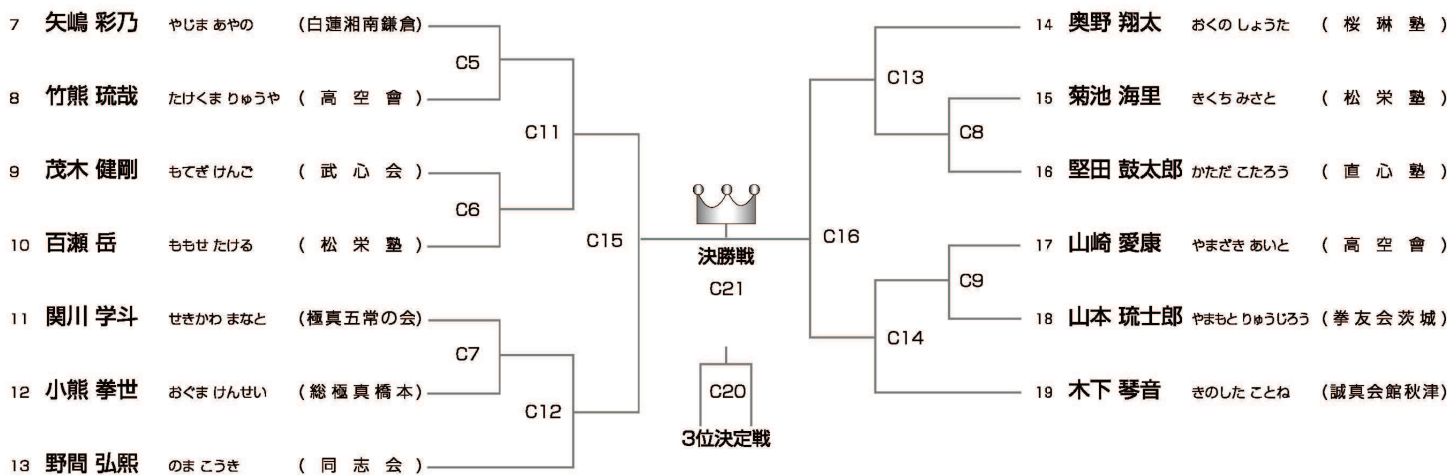 7 矢嶋 彩乃 やじま あやの (白蓮湘南鎌倉)
C5
8 竹熊 琉哉 たけくま りゅうや ( 高 空 會 )
C11
9 茂木 健剛 もてぎ けんご ( 武 心 会 )
C6
10 百瀬 岳 ももせ たける ( 松 栄 塾 )
C15
11 関川 学斗 せきかわ まなと (極真五常の会)
C7
12 小熊 拳世 おぐま けんせい (総極真橋本)
C12
13 野間 弘熙 のま こうき ( 同 志 会 )
決勝戦
C21
C20
3位決定戦
14 奥野 翔太 おくの しょうた ( 桜 琳 塾 )
C13
15 菊池 海里 きくち みさと ( 松 栄 塾 )
C8
16 堅田 鼓太郎 かただ こたろう ( 直 心 塾 )
C16
17 山崎 愛康 やまざき あいと ( 高 空 會 )
C9
18 山本 琉士郎 やまもと りゅうじろう (拳友会茨城)
C14
19 木下 琴音 きのした ことね (誠真会館秋津)